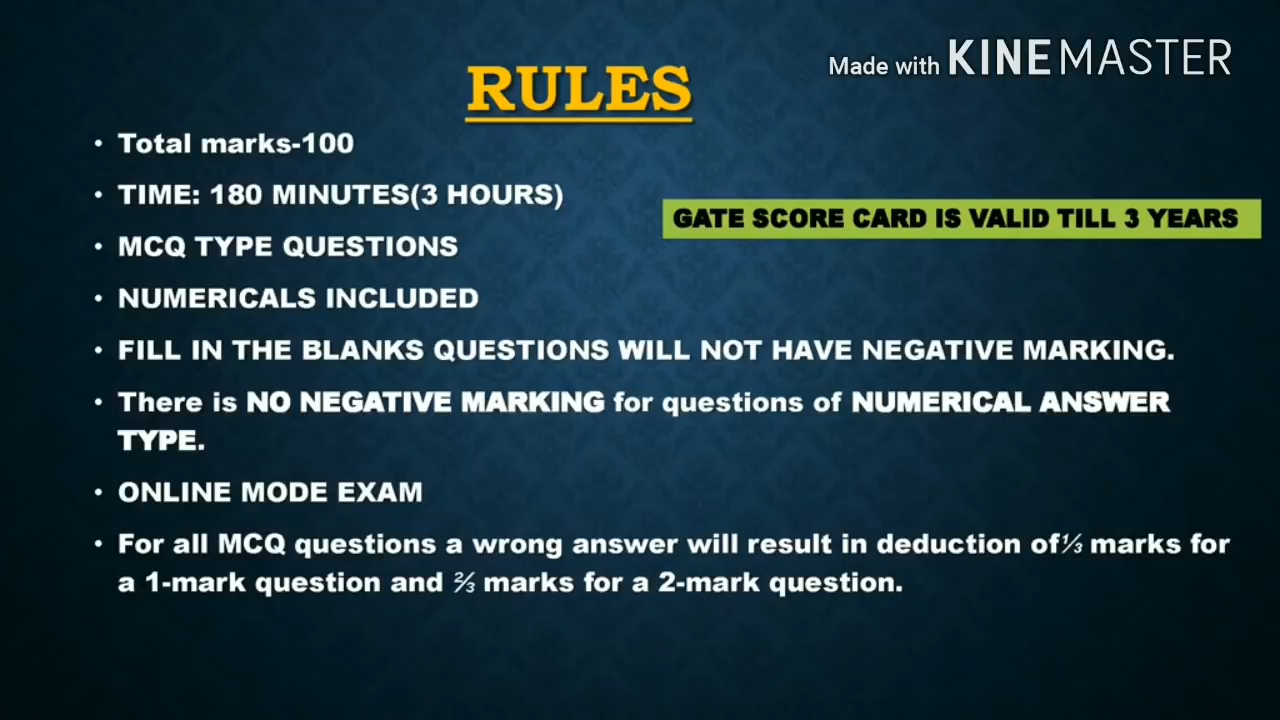 Made with KINEMASTER
RULES
• Total marks-100
• TIME: 180 MINUTES(3 HOURS)
GATE SCORE CARD IS VALID TILL 3 YEARS
• MCQ TYPE QUESTIONS
• NUMERICALS INCLUDED
• FILL IN THE BLANKS QUESTIONS WILL NOT HAVE NEGATIVE MARKING.
• There is NO NEGATIVE MARKING for questions of NUMERICAL ANSWER
TYPE.
• ONLINE MODE EXAM
• For all MCQ questions a wrong answer will result in deduction of⅓ marks for
a 1-mark question and ⅔ marks for a 2-mark question.